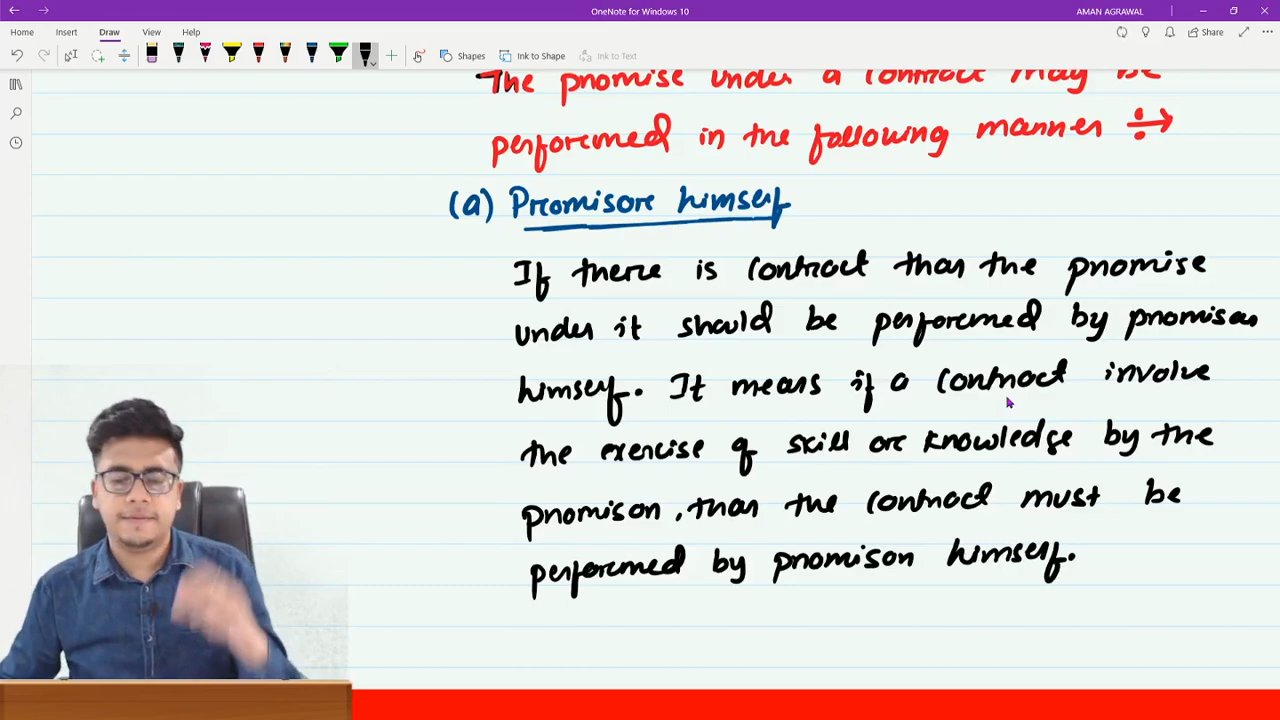 OneNote for Windows 10
AMAN AGRAWAL
Home Insert Draw View Help
Share
Shapes
Ink to Shape
Ink to Text
The promise under a contract may be
performed in the following manner
(a) Promisor himself
If there is contract than the promise
under it should be performed by promisor
himself. It means if a contract involve
the exercise of skill or knowledge by the
promisor, than the contract must be
performed by promisor himself.